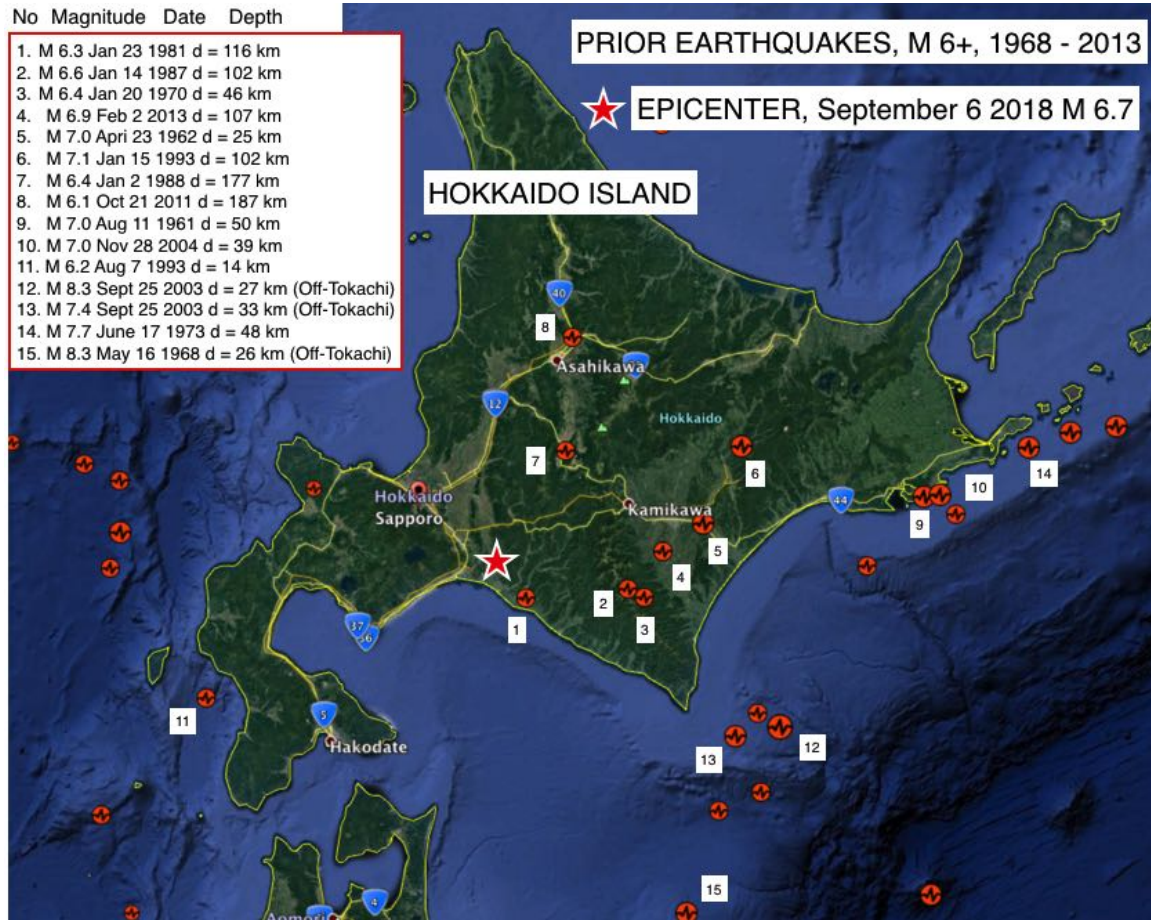 No Magnitude Date Depth
1. M 6.3 Jan 23 1981 d = 116 km
2. M 6.6 Jan 14 1987 d = 102 km
3. M 6.4 Jan 20 1970 d = 46 km
4. M 6.9 Feb 2 2013 d = 107 km
5. M 7.0 Apri 23 1962 d = 25 km
6. M 7.1 Jan 15 1993 d = 102 km
7. M 6.4 Jan 2 1988 d = 177 km
8. M 6.1 Oct 21 2011 d = 187 km
9. M 7.0 Aug 11 1961 d = 50 km
10. M 7.0 Nov 28 2004 d = 39 km
11. M 6.2 Aug 7 1993 d = 14 km
12. M 8.3 Sept 25 2003 d = 27 km (Off-Tokachi)
13. M 7.4 Sept 25 2003 d = 33 km (Off-Tokachi)
14. M 7.7 June 17 1973 d = 48 km
15. M 8.3 May 16 1968 d = 26 km (Off-Tokachi)
PRIOR EARTHQUAKES, M 6+, 1968 - 2013
EPICENTER, September 6 2018 M 6.7
HOKKAIDO ISLAND
40
8
Asahikawa
12
Hokkaido
7
6
14
Hokkaido
Sapporo
Kamikawa
44
10
9
5
4
2
3
1
37
36
11
5
Hakodate
13
12
15
4
Aomori